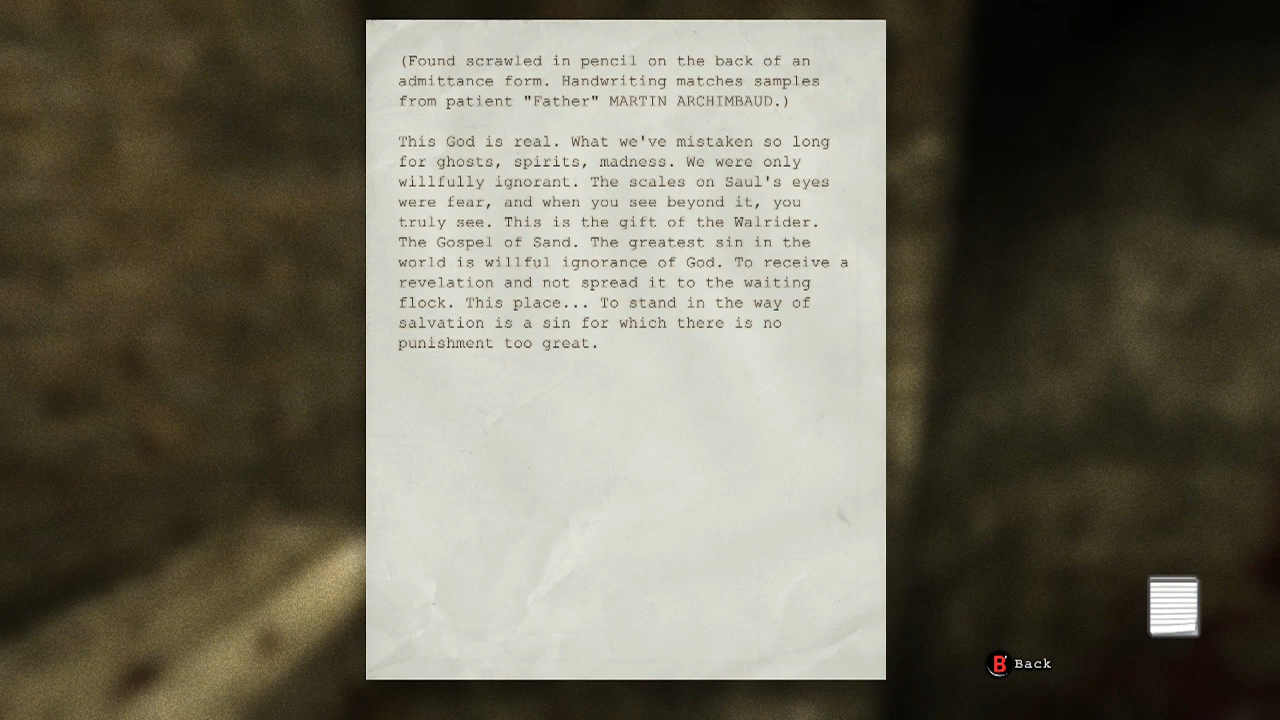 (Found scrawled in pencil on the back of an
admittance form. Handwriting matches samples
from patient "Father" MARTIN ARCHIMBAUD.)
This God is real. What we've mistaken so long
for ghosts, spirits, madness. We were only
willfully ignorant. The scales on Saul's eyes
were fear, and when you see beyond it, you
truly see. This is the gift of the Walrider.
The Gospel of Sand. The greatest sin in the
world is willful ignorance of God. To receive a
revelation and not spread it to the waiting
flock. This place... To stand in the way of
salvation is a sin for which there is no
punishment too great.
B Back